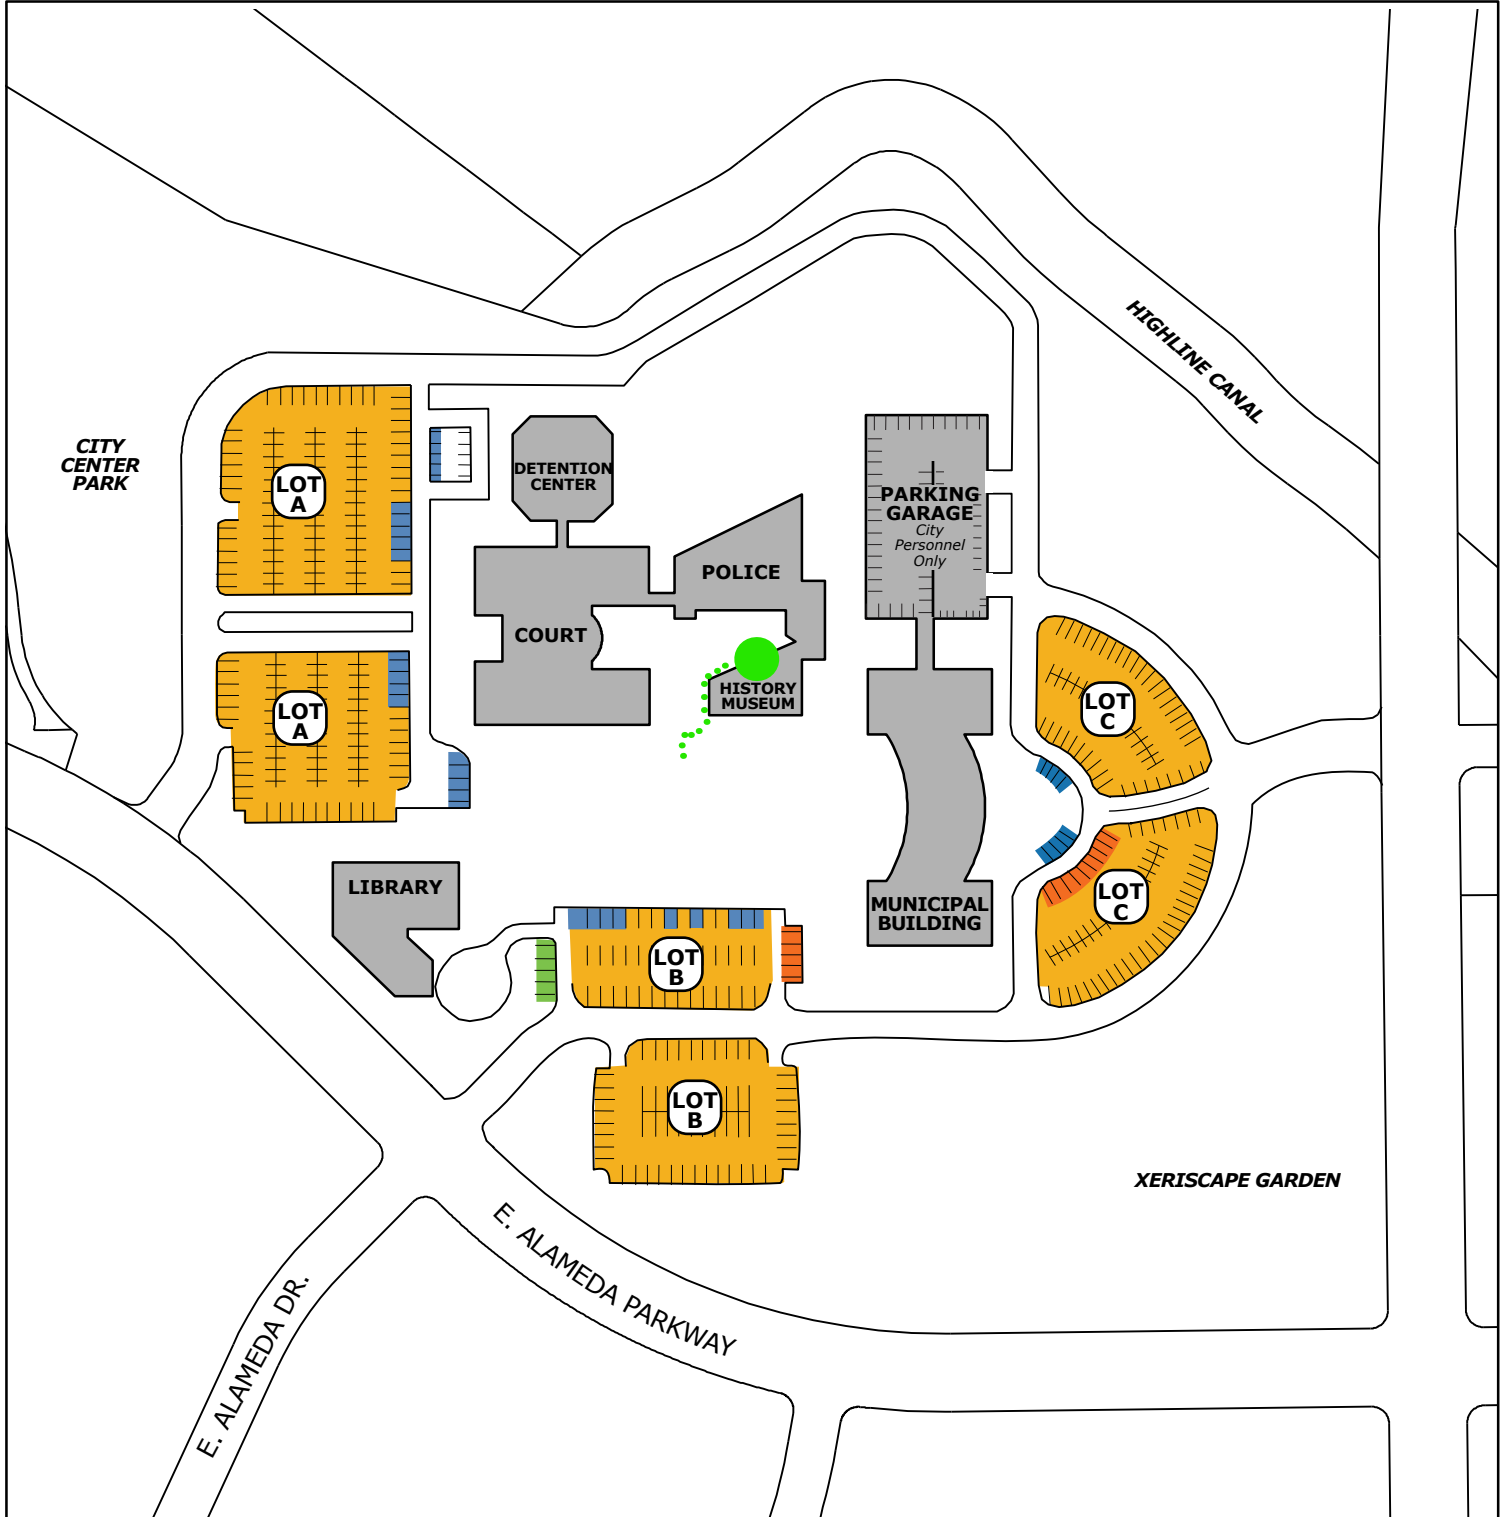 HIGHLINE CANAL
CITY
CENTER
PARK
LOT
A
DETENTION
CENTER
PARKING
GARAGE
City
Personnel
Only
POLICE
COURT
HISTORY
MUSEUM
LOT
A
LOT
C
LIBRARY
LOT
C
MUNICIPAL
BUILDING
LOT
B
LOT
B
XERISCAPE GARDEN
E. ALAMEDA PARKWAY
E. ALAMEDA DR.